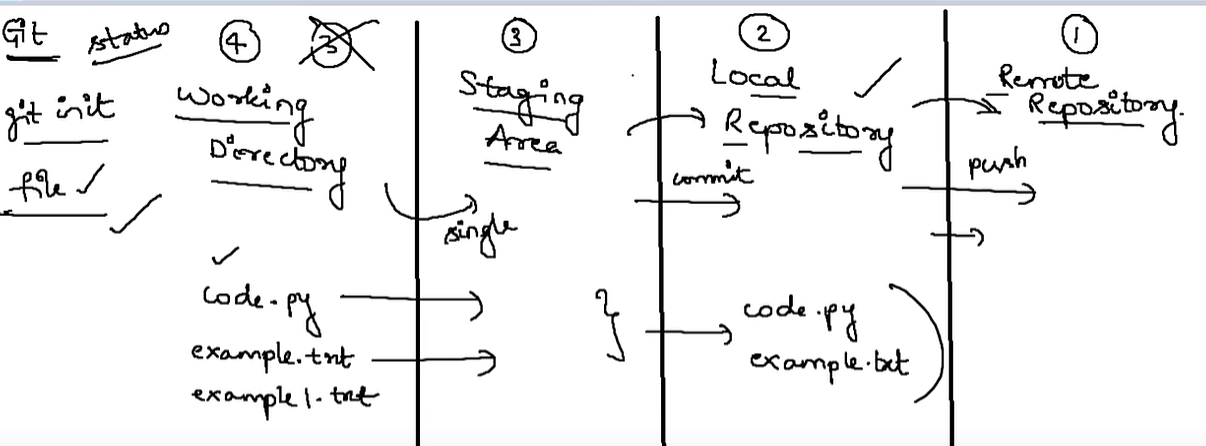 Git status
git init
file
4
3
Working
Directory
code.py
example.txt
example1.txt
3
Staging
Area
single
2
Local
Repository
commit
code.py
example.txt
1
Remote
Repository.
push